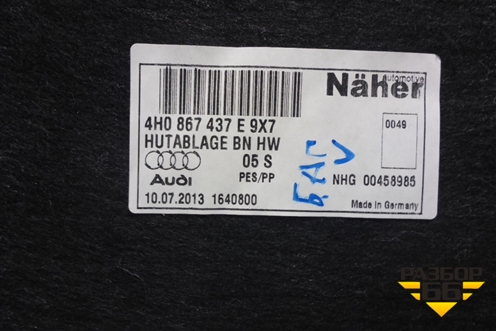 Näher
automotive
4H0 867 437 E 9X7
HUTABLAGE BN HW
05 S
PES/PP
Audi
10.07.2013 1640800
0049
NHG 00458985
Made in Germany
РАЗБОР
66